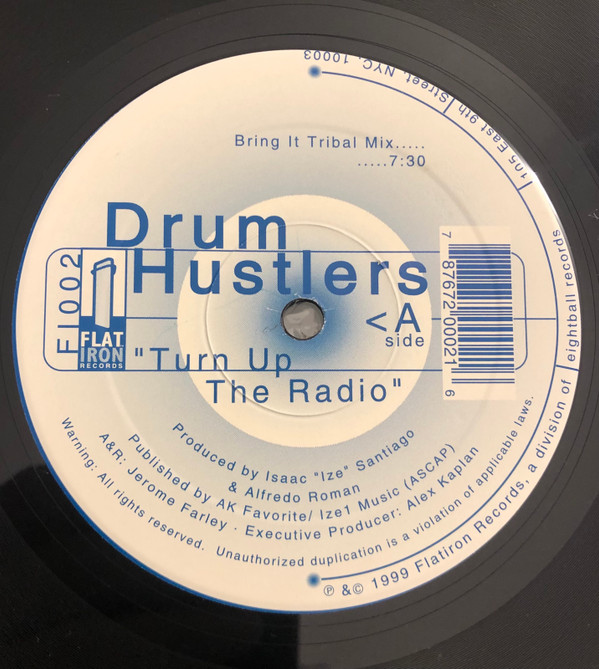 Bring It Tribal Mix.....
.....7:30
Drum
Hustlers
FI002
FLAT
IRON
RECORDS
<A
side
"Turn Up
The Radio"
7 87672 00021 6
Produced by Isaac "Ize" Santiago
& Alfredo Roman
Published by AK Favorite/ Ize1 Music (ASCAP)
A&R: Jerome Farley · Executive Producer: Alex Kaplan
Warning: All rights reserved. Unauthorized duplication is a violation of applicable laws.
℗ &© 1999 Flatiron Records, a division of eightball records
105 East 9th Street, NYC, 10003